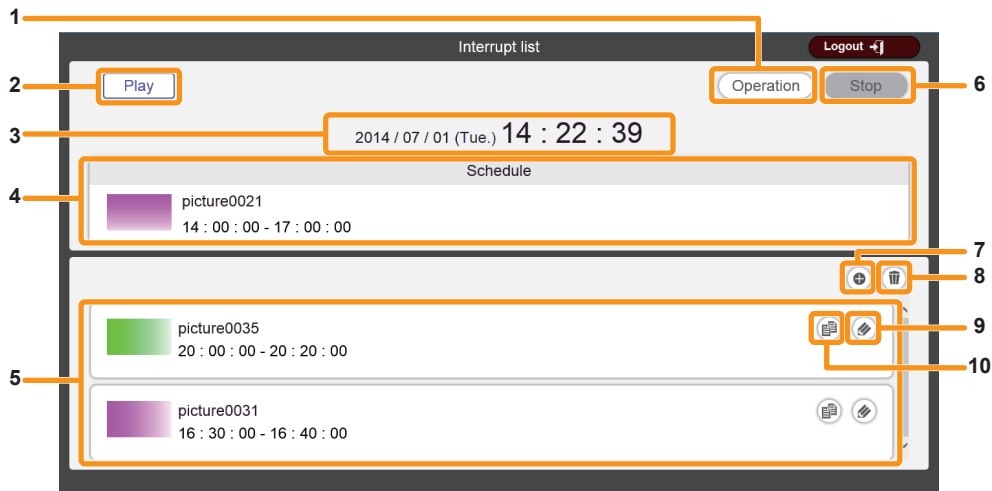 1
Interrupt list
Logout
2
Play
Operation
Stop
6
3
2014 / 07 / 01 (Tue.) 14 : 22 : 39
Schedule
4
picture0021
14 : 00 : 00 - 17 : 00 : 00
7
8
picture0035
20 : 00 : 00 - 20 : 20 : 00
9
10
5
picture0031
16 : 30 : 00 - 16 : 40 : 00